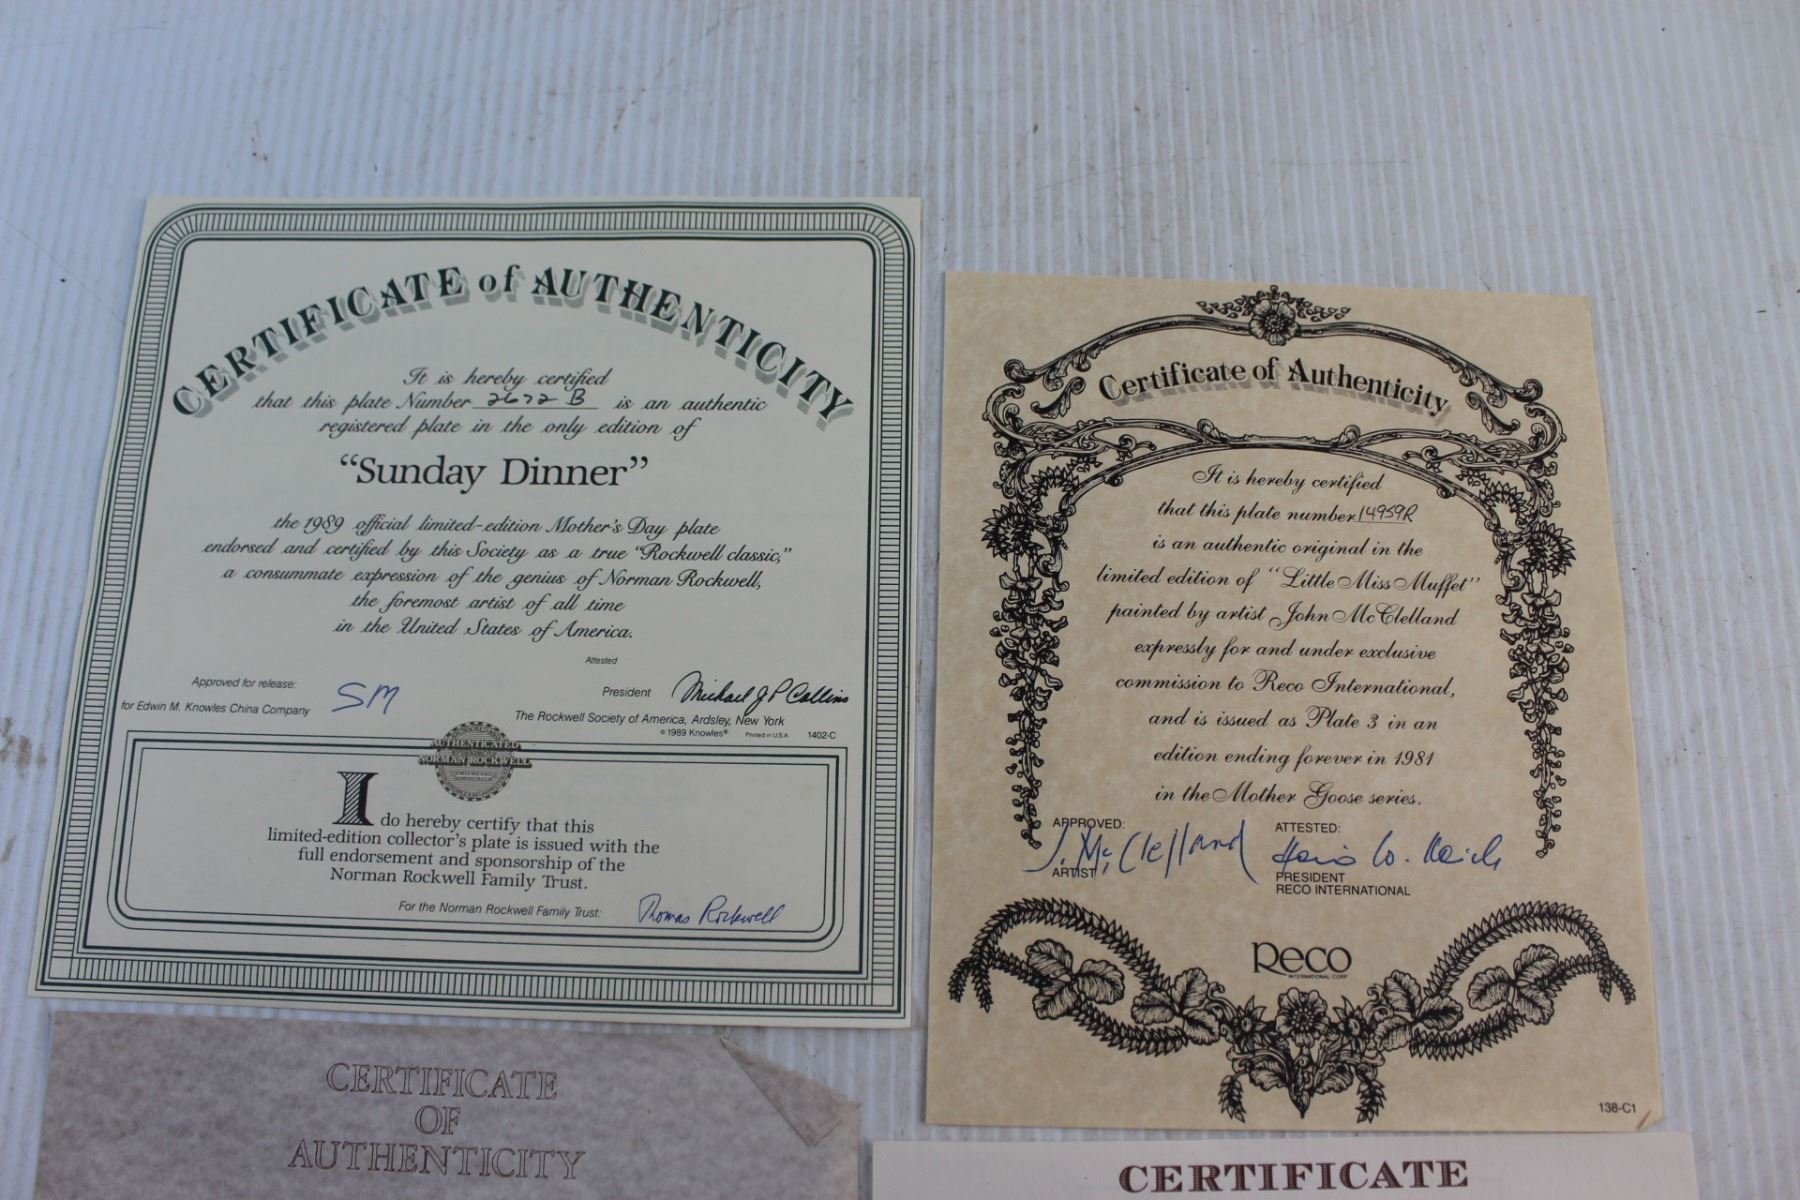 CERTIFICATE of AUTHENTICITY
It is hereby certified
that this plate Number 2672 B is an authentic
registered plate in the only edition of
“Sunday Dinner”
the 1989 official limited-edition Mother's Day plate
endorsed and certified by this Society as a true “Rockwell classic,”
a consummate expression of the genius of Norman Rockwell,
the foremost artist of all time
in the United States of America.
Attested
Approved for release:
for Edwin M. Knowles China Company
SM
President Michael J P Collins
The Rockwell Society of America, Ardsley, New York
© 1989 Knowles® Printed in U.S.A. 1402-C
AUTHENTICATED
NORMAN ROCKWELL
I do hereby certify that this
limited-edition collector's plate is issued with the
full endorsement and sponsorship of the
Norman Rockwell Family Trust.
For the Norman Rockwell Family Trust: Thomas Rockwell
Certificate of Authenticity
It is hereby certified
that this plate number 14959R
is an authentic original in the
limited edition of “Little Miss Muffet”
painted by artist John McClelland
expressly for and under exclusive
commission to Reco International,
and is issued as Plate 3 in an
edition ending forever in 1981
in the Mother Goose series.
APPROVED:
J. McClelland
ARTIST
ATTESTED:
PRESIDENT
RECO INTERNATIONAL
Reco
INTERNATIONAL CORP.
138-C1
CERTIFICATE
OF
AUTHENTICITY
CERTIFICATE